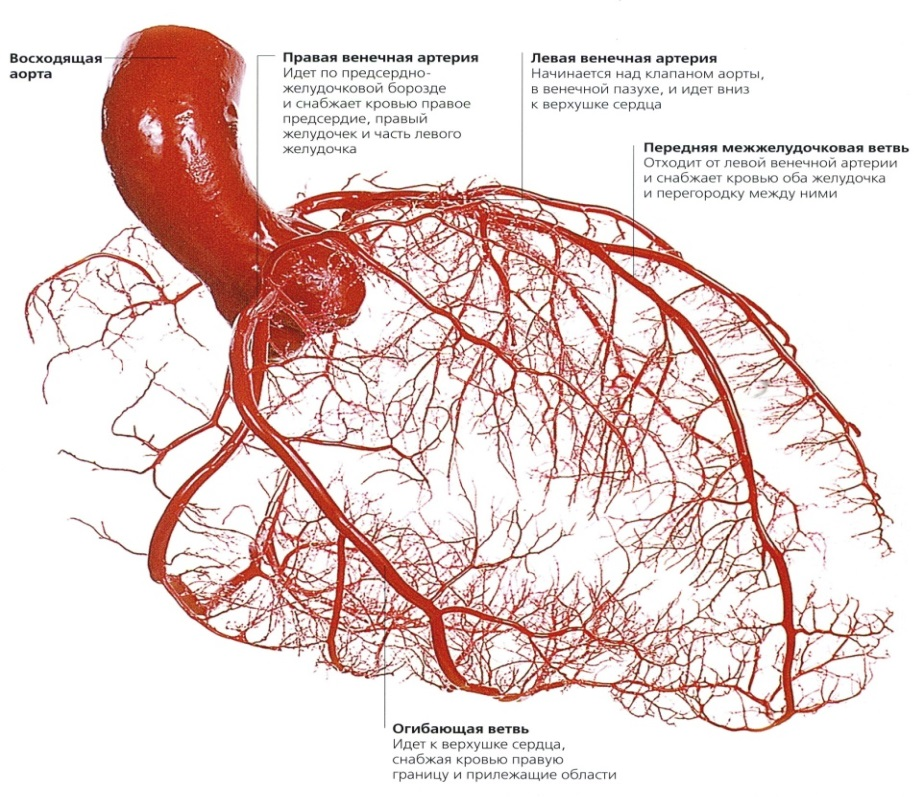 Восходящая
аорта
Правая венечная артерия
Идет по предсердно-
желудочковой борозде
и снабжает кровью правое
предсердие, правый
желудочек и часть левого
желудочка
Левая венечная артерия
Начинается над клапаном аорты,
в венечной пазухе, и идет вниз
к верхушке сердца
Передняя межжелудочковая ветвь
Отходит от левой венечной артерии
и снабжает кровью оба желудочка
и перегородку между ними
Огибающая ветвь
Идет к верхушке сердца,
снабжая кровью правую
границу и прилежащие области